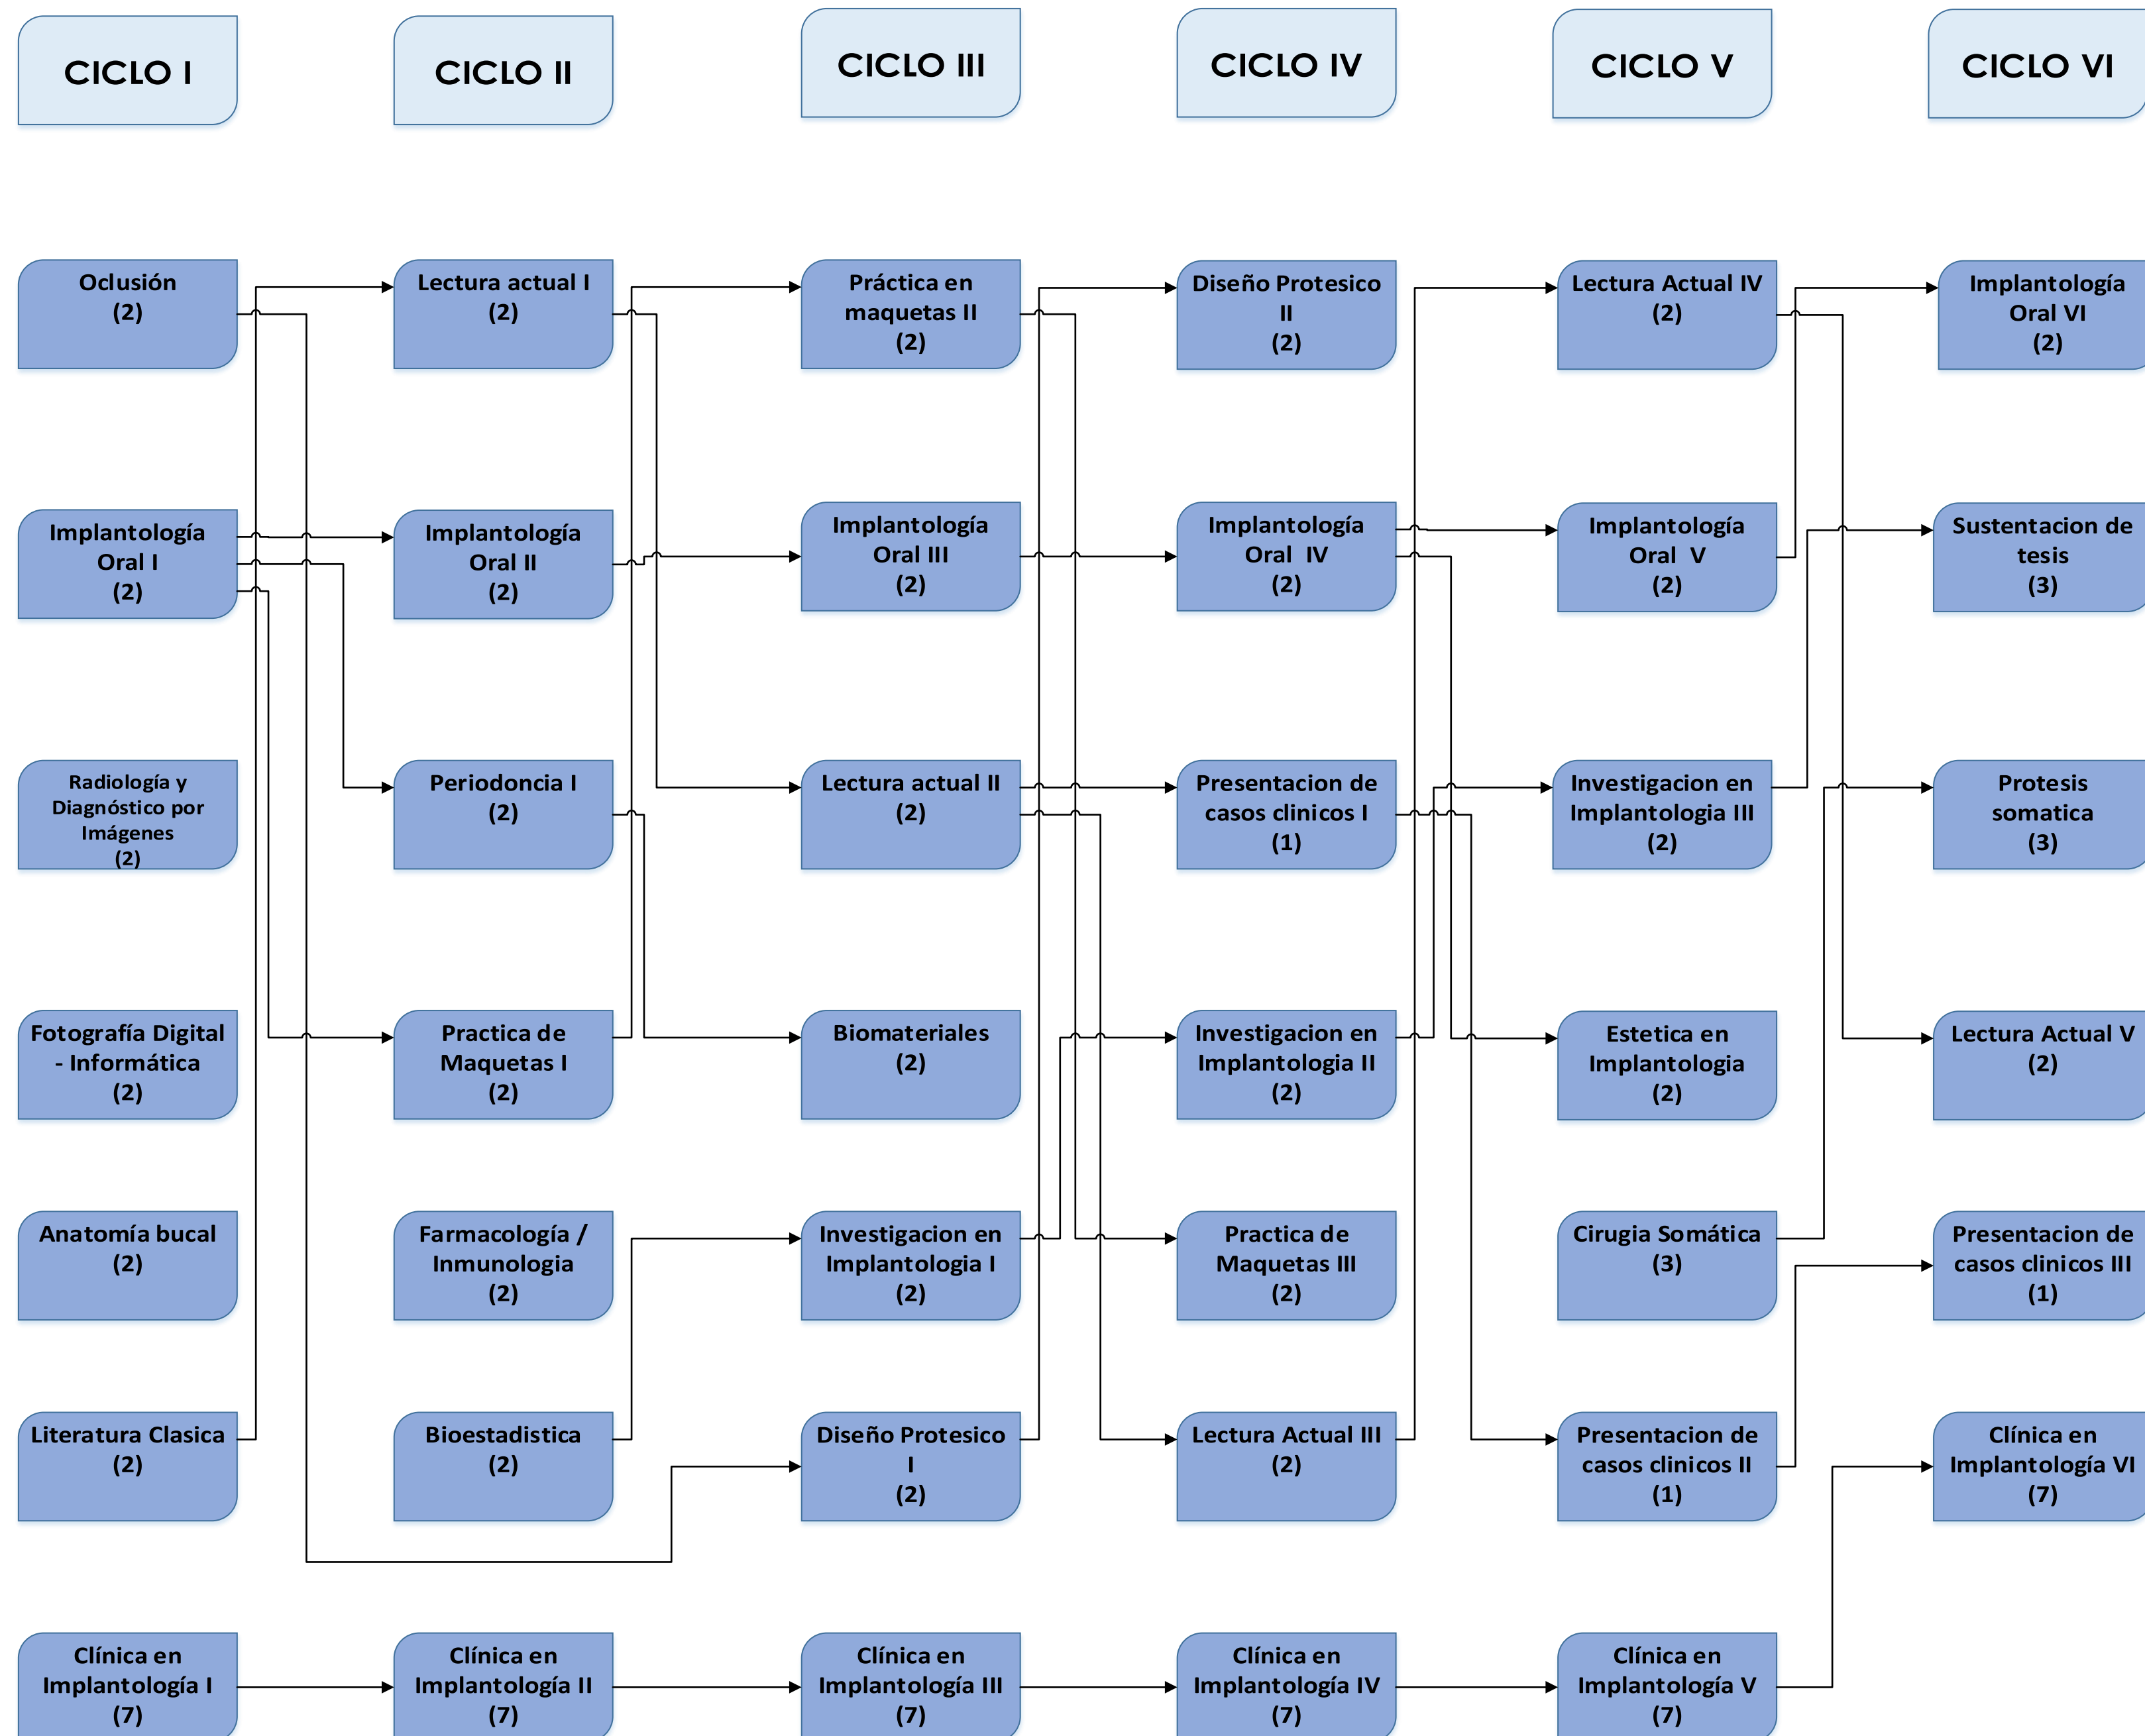 CICLO I
CICLO II
CICLO III
CICLO IV
CICLO V
CICLO VI
Oclusión
(2)
Lectura actual I
(2)
Práctica en
maquetas II
(2)
Diseño Protesico
II
(2)
Lectura Actual IV
(2)
Implantología
Oral VI
(2)
Implantología
Oral I
(2)
Implantología
Oral II
(2)
Implantología
Oral III
(2)
Implantología
Oral IV
(2)
Implantología
Oral V
(2)
Sustentacion de
tesis
(3)
Radiología y
Diagnóstico por
Imágenes
(2)
Periodoncia I
(2)
Lectura actual II
(2)
Presentacion de
casos clinicos I
(1)
Investigacion en
Implantologia III
(2)
Protesis
somatica
(3)
Fotografía Digital
- Informática
(2)
Practica de
Maquetas I
(2)
Biomateriales
(2)
Investigacion en
Implantologia II
(2)
Estetica en
Implantologia
(2)
Lectura Actual V
(2)
Anatomía bucal
(2)
Farmacología /
Inmunologia
(2)
Investigacion en
Implantologia I
(2)
Practica de
Maquetas III
(2)
Cirugia Somática
(3)
Presentacion de
casos clinicos III
(1)
Literatura Clasica
(2)
Bioestadistica
(2)
Diseño Protesico
I
(2)
Lectura Actual III
(2)
Presentacion de
casos clinicos II
(1)
Clínica en
Implantología VI
(7)
Clínica en
Implantología I
(7)
Clínica en
Implantología II
(7)
Clínica en
Implantología III
(7)
Clínica en
Implantología IV
(7)
Clínica en
Implantología V
(7)